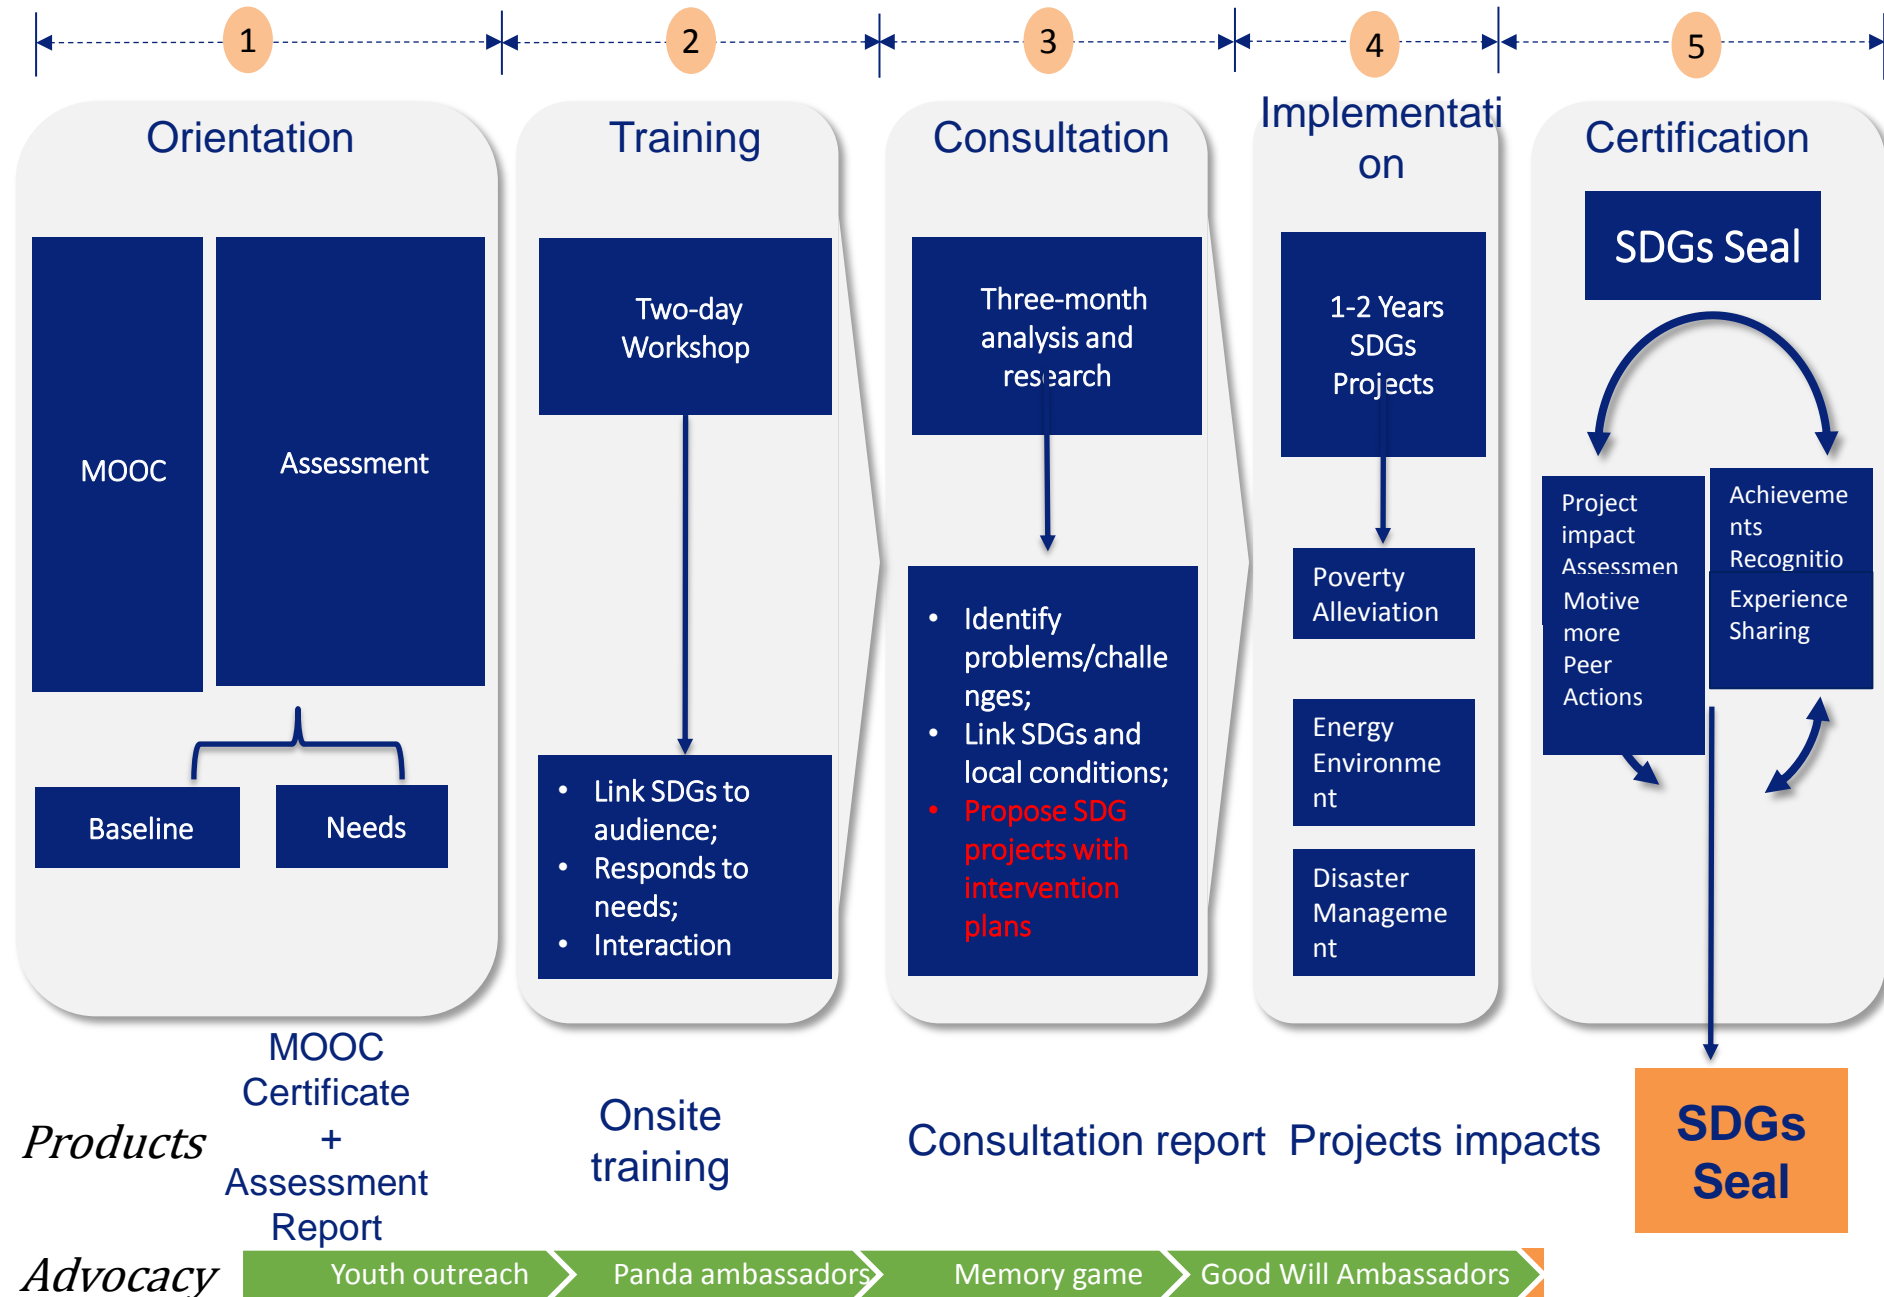 1
2
3
4
5
Orientation
MOOC
Assessment
Baseline
Needs
Training
Two-day
Workshop
• Link SDGs to
audience;
• Responds to
needs;
• Interaction
Consultation
Three-month
analysis and
research
• Identify
problems/challe
nges;
• Link SDGs and
local conditions;
• Propose SDG
projects with
intervention
plans
Implementati
on
1-2 Years
SDGs
Projects
Poverty
Alleviation
Energy
Environme
nt
Disaster
Manageme
nt
Certification
SDGs Seal
Project
impact
Assessmen
Motive
more
Peer
Actions
Achieveme
nts
Recognitio
Experience
Sharing
Products
MOOC
Certificate
+
Assessment
Report
Onsite
training
Consultation report
Projects impacts
SDGs
Seal
Advocacy
Youth outreach
Panda ambassadors
Memory game
Good Will Ambassadors